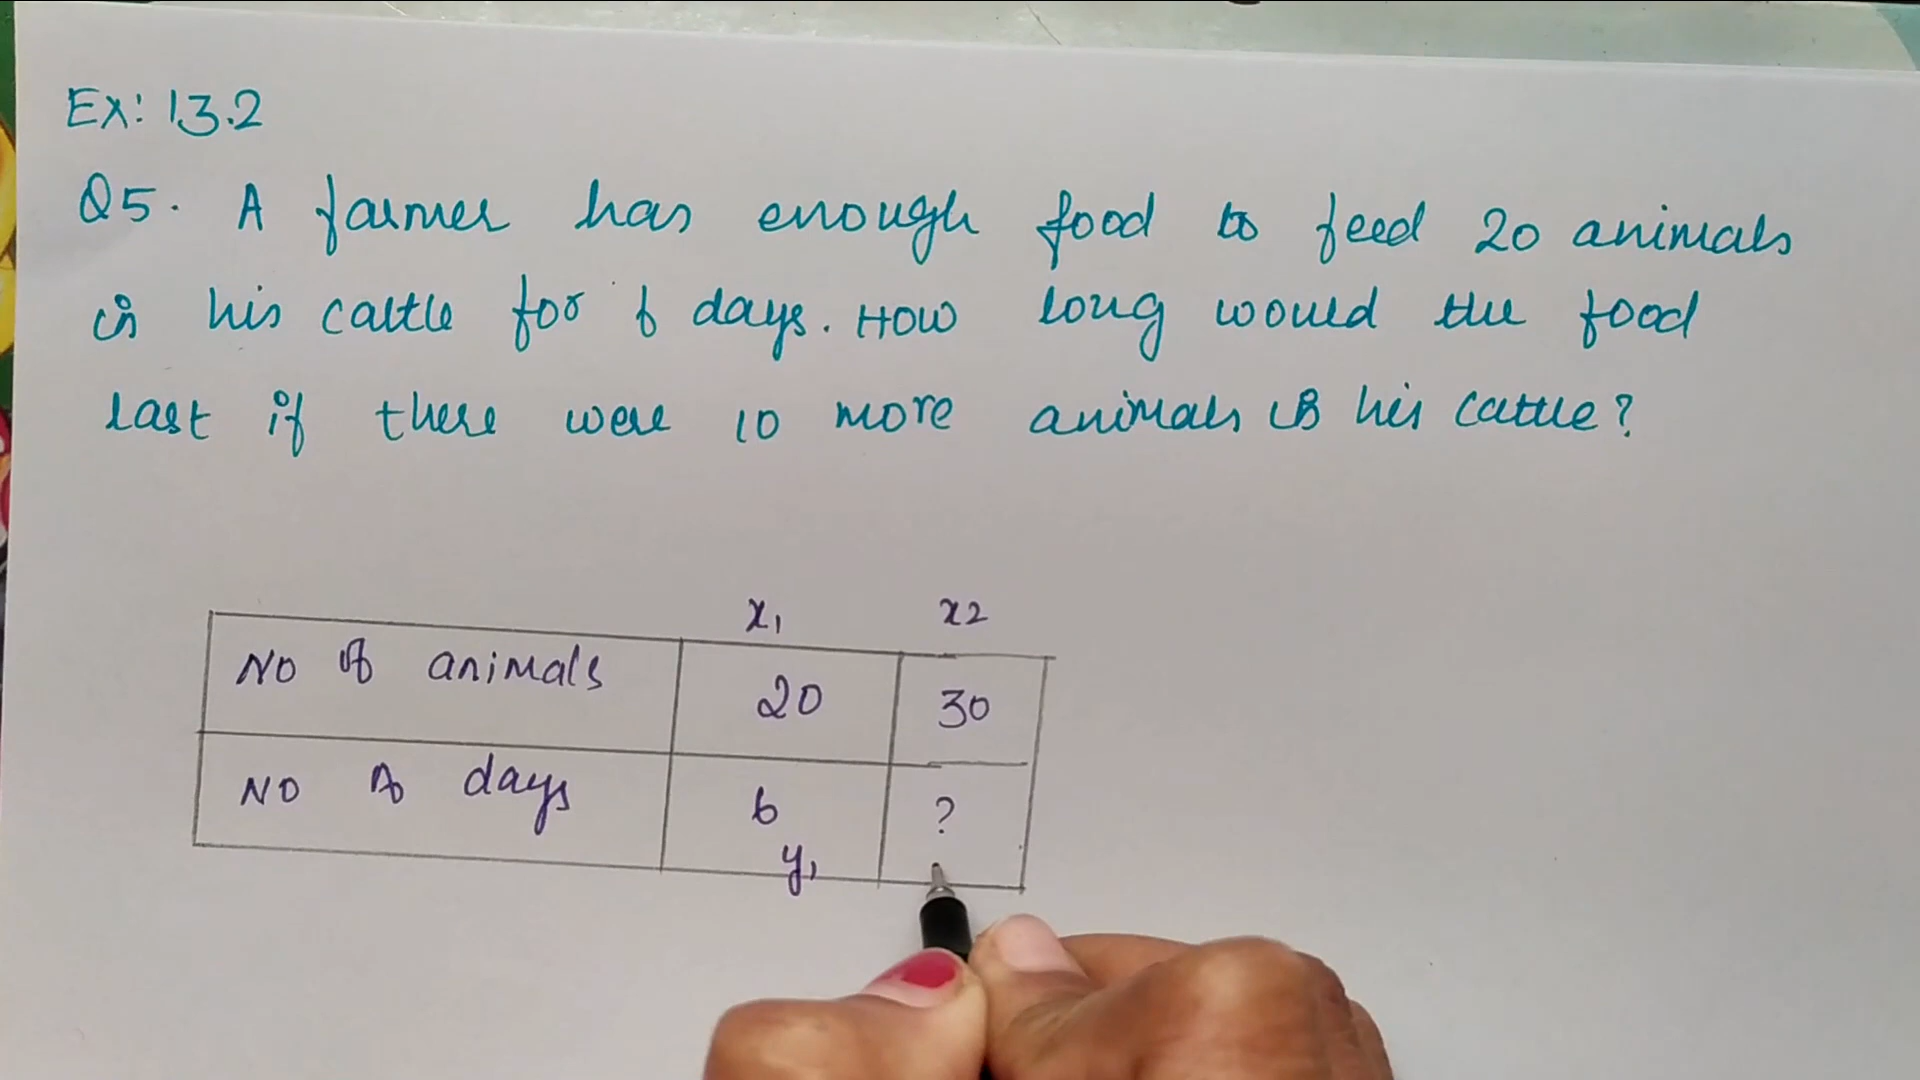 Ex: 13.2
Q5. A farmer has enough food to feed 20 animals
in his cattle for 6 days. How long would the food
last if there were 10 more animals in his cattle?
x1 x2
No of animals 20 30
No of days 6 ?
y1